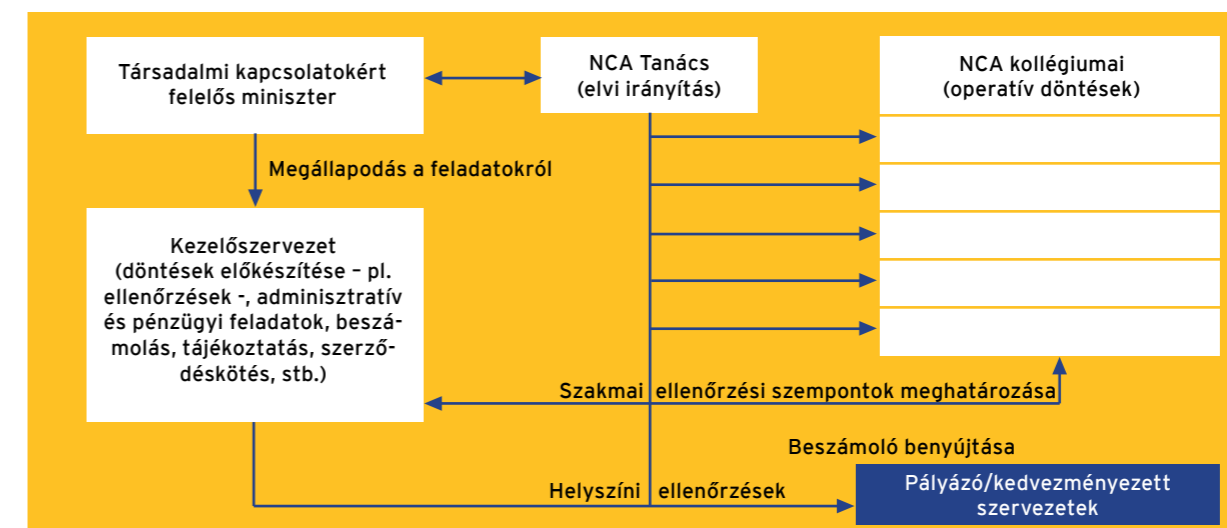 Társadalmi kapcsolatokért
felelős miniszter
NCA Tanács
(elvi irányítás)
NCA kollégiumai
(operatív döntések)
Megállapodás a feladatokról
Kezelőszervezet
(döntések előkészítése – pl.
ellenőrzések -, adminisztratív
és pénzügyi feladatok, beszá-
molás, tájékoztatás, szerző-
déskötés, stb.)
Szakmai ellenőrzési szempontok meghatározása
Beszámoló benyújtása
Helyszíni ellenőrzések
Pályázó/kedvezményezett
szervezetek